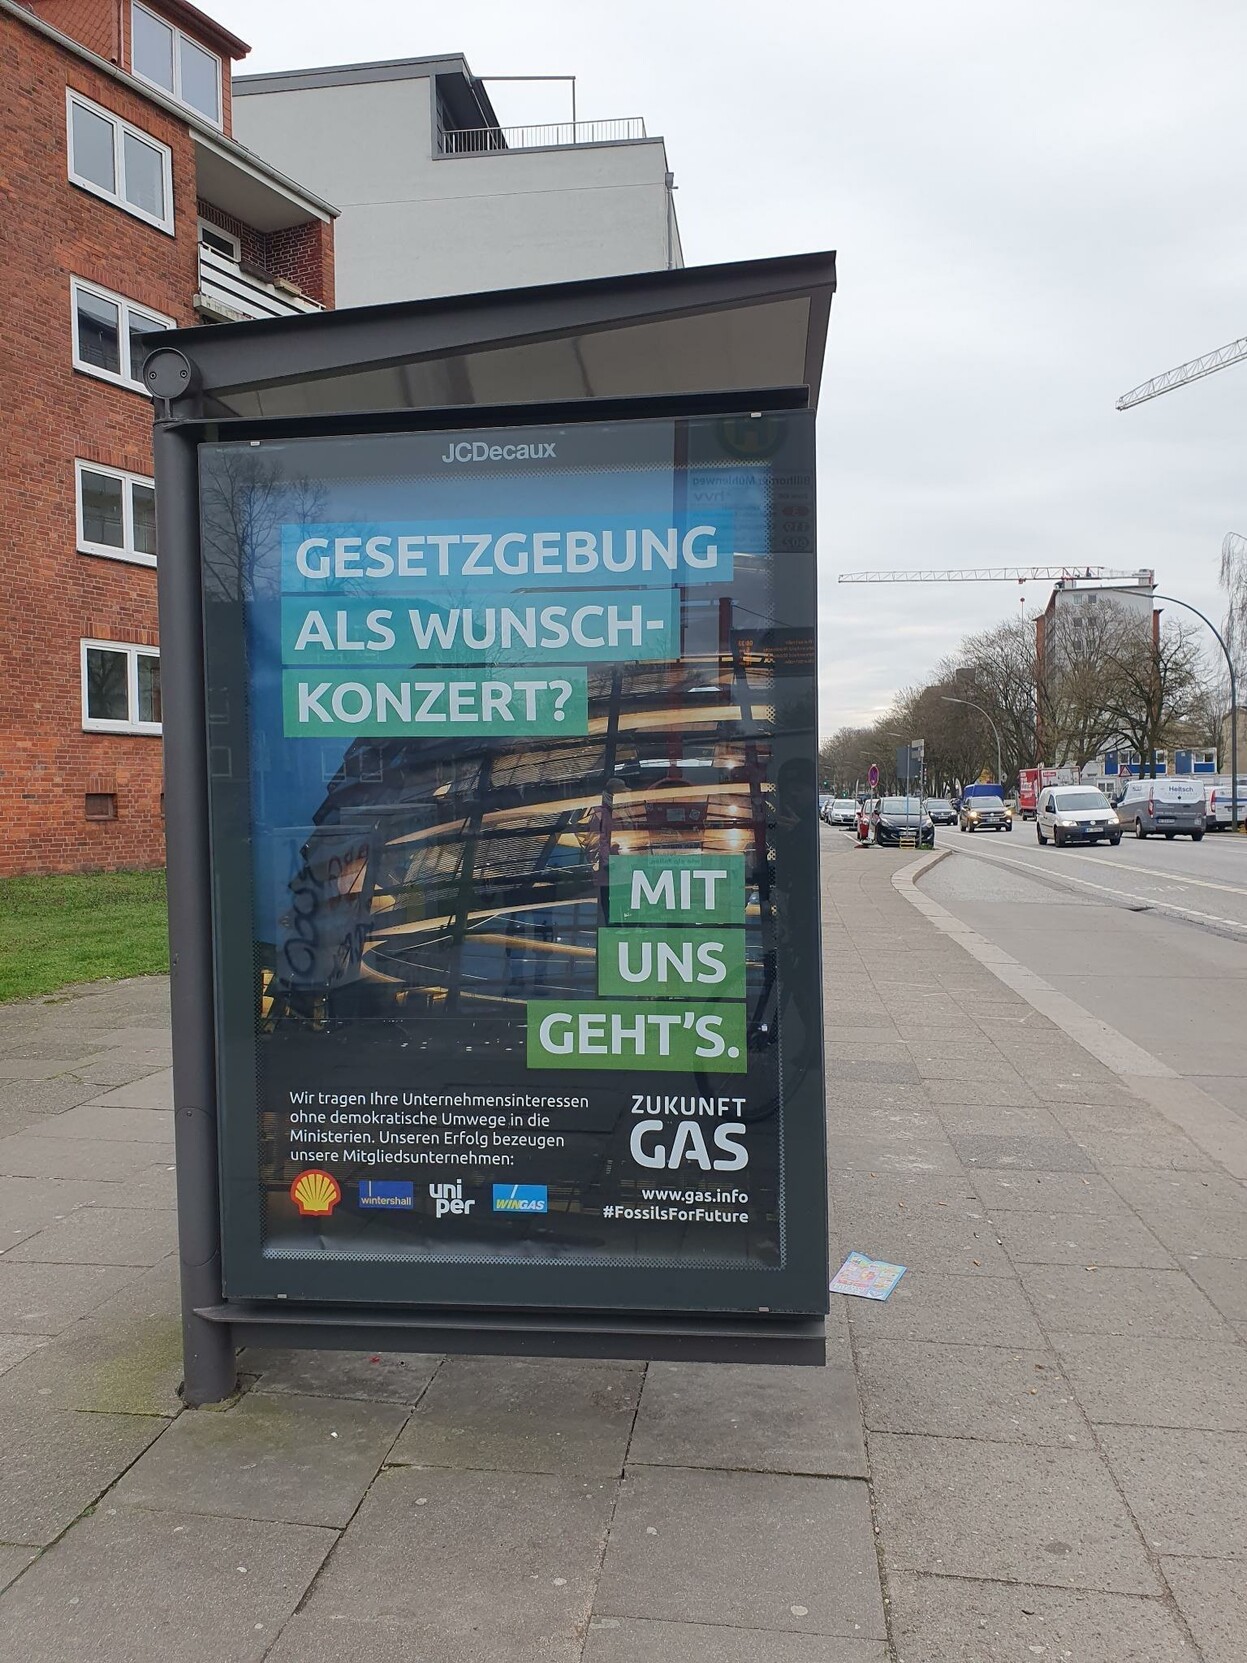 JCDecaux
GESETZGEBUNG
ALS WUNSCH-
KONZERT?
MIT
UNS
GEHT'S.
Wir tragen Ihre Unternehmensinteressen
ohne demokratische Umwege in die
Ministerien. Unseren Erfolg bezeugen
unsere Mitgliedsunternehmen:
wintershall
uni
per
WINGAS
ZUKUNFT
GAS
www.gas.info
#FossilsForFuture